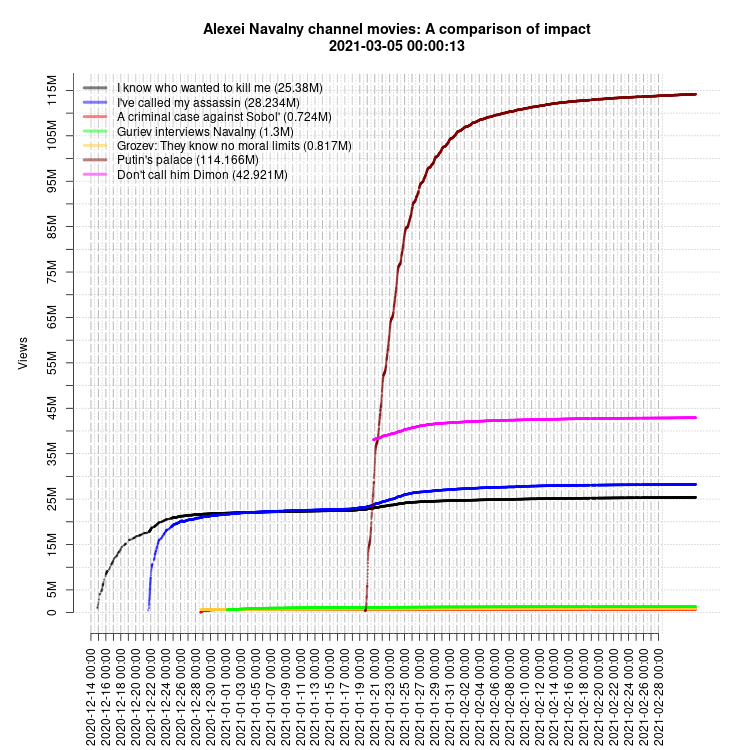 Alexei Navalny channel movies: A comparison of impact
2021-03-05 00:00:13
I know who wanted to kill me (25.38M)
I've called my assassin (28.234M)
A criminal case against Sobol' (0.724M)
Guriev interviews Navalny (1.3M)
Grozev: They know no moral limits (0.817M)
Putin's palace (114.166M)
Don't call him Dimon (42.921M)
Views
115M
105M
95M
85M
75M
65M
55M
45M
35M
25M
15M
5M
0
2020-12-14 00:00
2020-12-16 00:00
2020-12-18 00:00
2020-12-20 00:00
2020-12-22 00:00
2020-12-24 00:00
2020-12-26 00:00
2020-12-28 00:00
2020-12-30 00:00
2021-01-01 00:00
2021-01-03 00:00
2021-01-05 00:00
2021-01-07 00:00
2021-01-09 00:00
2021-01-11 00:00
2021-01-13 00:00
2021-01-15 00:00
2021-01-17 00:00
2021-01-19 00:00
2021-01-21 00:00
2021-01-23 00:00
2021-01-25 00:00
2021-01-27 00:00
2021-01-29 00:00
2021-01-31 00:00
2021-02-02 00:00
2021-02-04 00:00
2021-02-06 00:00
2021-02-08 00:00
2021-02-10 00:00
2021-02-12 00:00
2021-02-14 00:00
2021-02-16 00:00
2021-02-18 00:00
2021-02-20 00:00
2021-02-22 00:00
2021-02-24 00:00
2021-02-26 00:00
2021-02-28 00:00